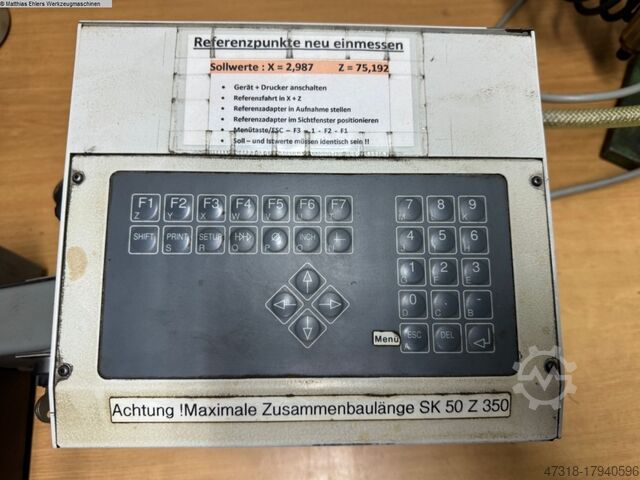 © Matthias Ehlers Werkzeugmaschinen
Referenzpunkte neu einmessen
Sollwerte : X = 2,987 Z = 75,192
• Gerät + Drucker anschalten
• Referenzfahrt in X + Z
• Referenzadapter in Aufnahme stellen
• Referenzadapter im Sichtfenster positionieren
• Menütaste/ESC – F3 – 1 - F2 - F1
• Soll – und Istwerte müssen identisch sein !!
F1 F2 F3 F4 F5 F6 F7 7 8 9
Z Y X W V U T M L K
SHIFT PRINT SETUP INCH 4 5 6
S R Q P O N J I H
1 2 3
G F E
0 . -
D C B
Menü ESC DEL
A
Achtung !Maximale Zusammenbaulänge SK 50 Z 350
47318-17940596